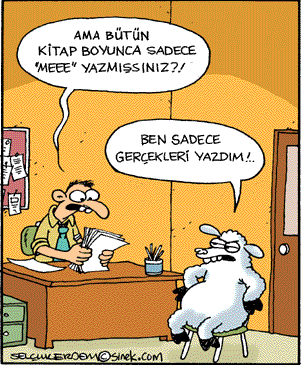 AMA BÜTÜN
KİTAP BOYUNCA SADECE
"MEEE" YAZMIŞSINIZ?!
BEN SADECE
GERÇEKLERİ YAZDIM!..
SELÇUKERDEM©sinek.com